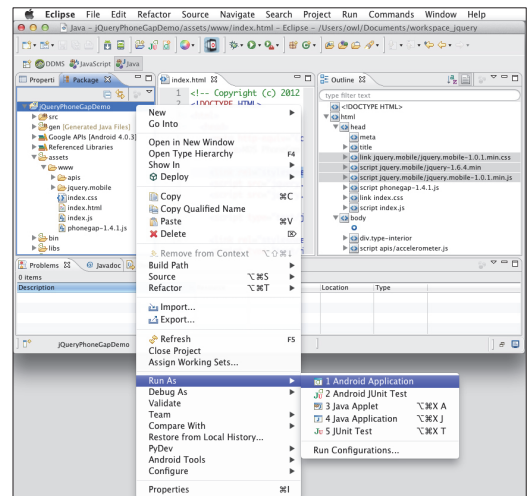 Eclipse File Edit Refactor Source Navigate Search Project Run Commands Window Help
Java – jQueryPhoneGapDemo/assets/www/index.html – Eclipse – /Users/owl/Documents/workspace_jquery
DDMS JavaScript Java
Properti Package
jQueryPhoneGapDemo
src
gen [Generated Java Files]
Google APIs [Android 4.0.3]
Referenced Libraries
assets
www
apis
jquery.mobile
index.css
index.html
index.js
phonegap-1.4.1.js
bin
libs
index.html
1 <!-- Copyright (c) 2012
2 <!DOCTYPE HTML>
New
Go Into
Open in New Window
Open Type Hierarchy F4
Show In
Deploy
Copy ⌘C
Copy Qualified Name
Paste ⌘V
Delete ⌦
Remove from Context ⌥⇧⌘↓
Build Path
Source ⌥⌘S
Refactor ⌥⌘T
Import...
Export...
Refresh F5
Close Project
Assign Working Sets...
Run As
Debug As
Validate
Team
Compare With
Restore from Local History...
PyDev
Android Tools
Configure
Properties ⌘I
1 Android Application
2 Android JUnit Test
3 Java Applet ⌥⌘X A
4 Java Application ⌥⌘X J
5 JUnit Test ⌥⌘X T
Run Configurations...
Outline
type filter text
<!DOCTYPE HTML>
html
head
meta
title
link jquery.mobile/jquery.mobile-1.0.1.min.css
script jquery.mobile/jquery-1.6.4.min
script jquery.mobile/jquery.mobile-1.0.1.min.js
script phonegap-1.4.1.js
link index.css
script index.js
body
div.type-interior
script apis/accelerometer.js
Problems Javadoc
0 items
Description Location Type
jQueryPhoneGapDemo